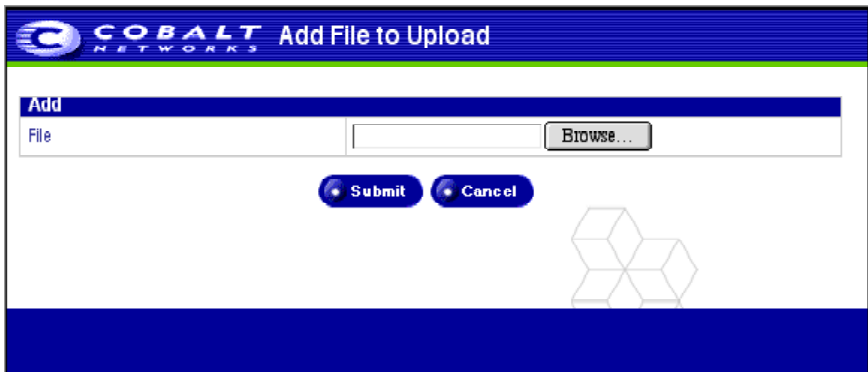 COBALT Add File to Upload
NETWORKS
Add
File Browse...
Submit Cancel